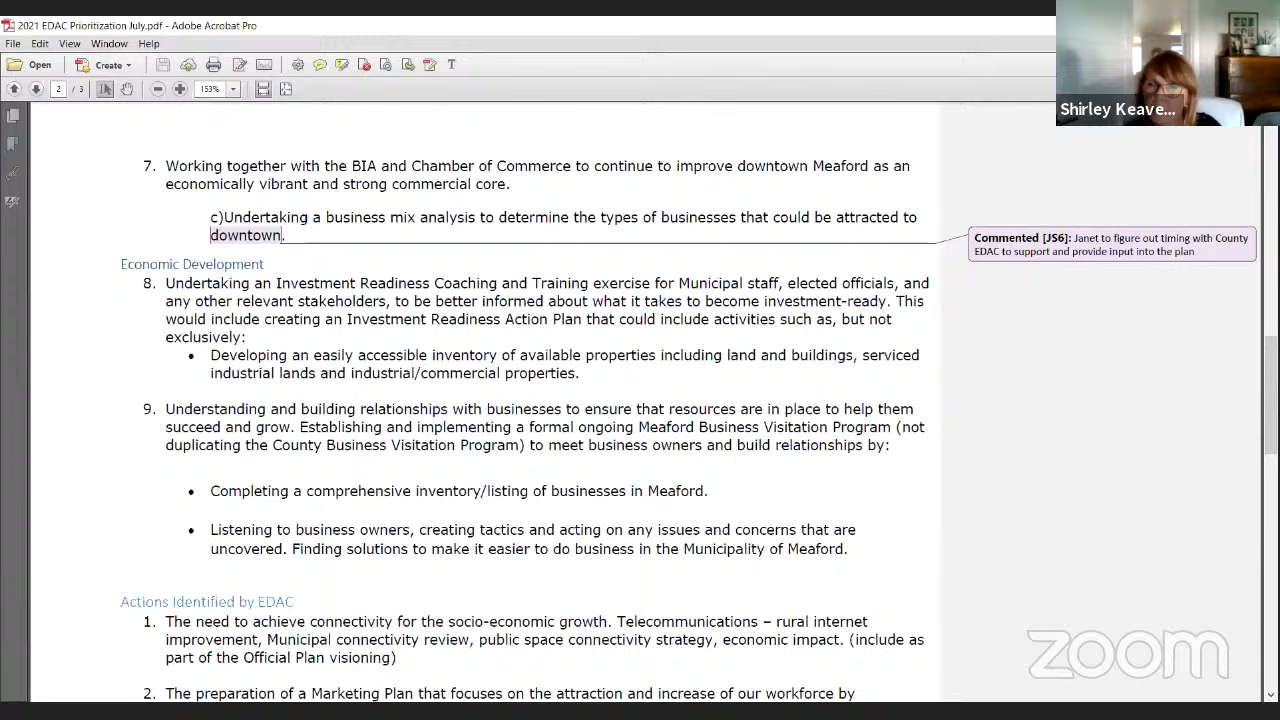 2021 EDAC Prioritization July.pdf - Adobe Acrobat Pro
File Edit View Window Help
Open Create
2 / 3 153%
Shirley Keave...
7. Working together with the BIA and Chamber of Commerce to continue to improve downtown Meaford as an
economically vibrant and strong commercial core.
c)Undertaking a business mix analysis to determine the types of businesses that could be attracted to
downtown.
Commented [JS6]: Janet to figure out timing with County
EDAC to support and provide input into the plan
Economic Development
8. Undertaking an Investment Readiness Coaching and Training exercise for Municipal staff, elected officials, and
any other relevant stakeholders, to be better informed about what it takes to become investment-ready. This
would include creating an Investment Readiness Action Plan that could include activities such as, but not
exclusively:
• Developing an easily accessible inventory of available properties including land and buildings, serviced
industrial lands and industrial/commercial properties.
9. Understanding and building relationships with businesses to ensure that resources are in place to help them
succeed and grow. Establishing and implementing a formal ongoing Meaford Business Visitation Program (not
duplicating the County Business Visitation Program) to meet business owners and build relationships by:
• Completing a comprehensive inventory/listing of businesses in Meaford.
• Listening to business owners, creating tactics and acting on any issues and concerns that are
uncovered. Finding solutions to make it easier to do business in the Municipality of Meaford.
Actions Identified by EDAC
1. The need to achieve connectivity for the socio-economic growth. Telecommunications – rural internet
improvement, Municipal connectivity review, public space connectivity strategy, economic impact. (include as
part of the Official Plan visioning)
2. The preparation of a Marketing Plan that focuses on the attraction and increase of our workforce by
zoom